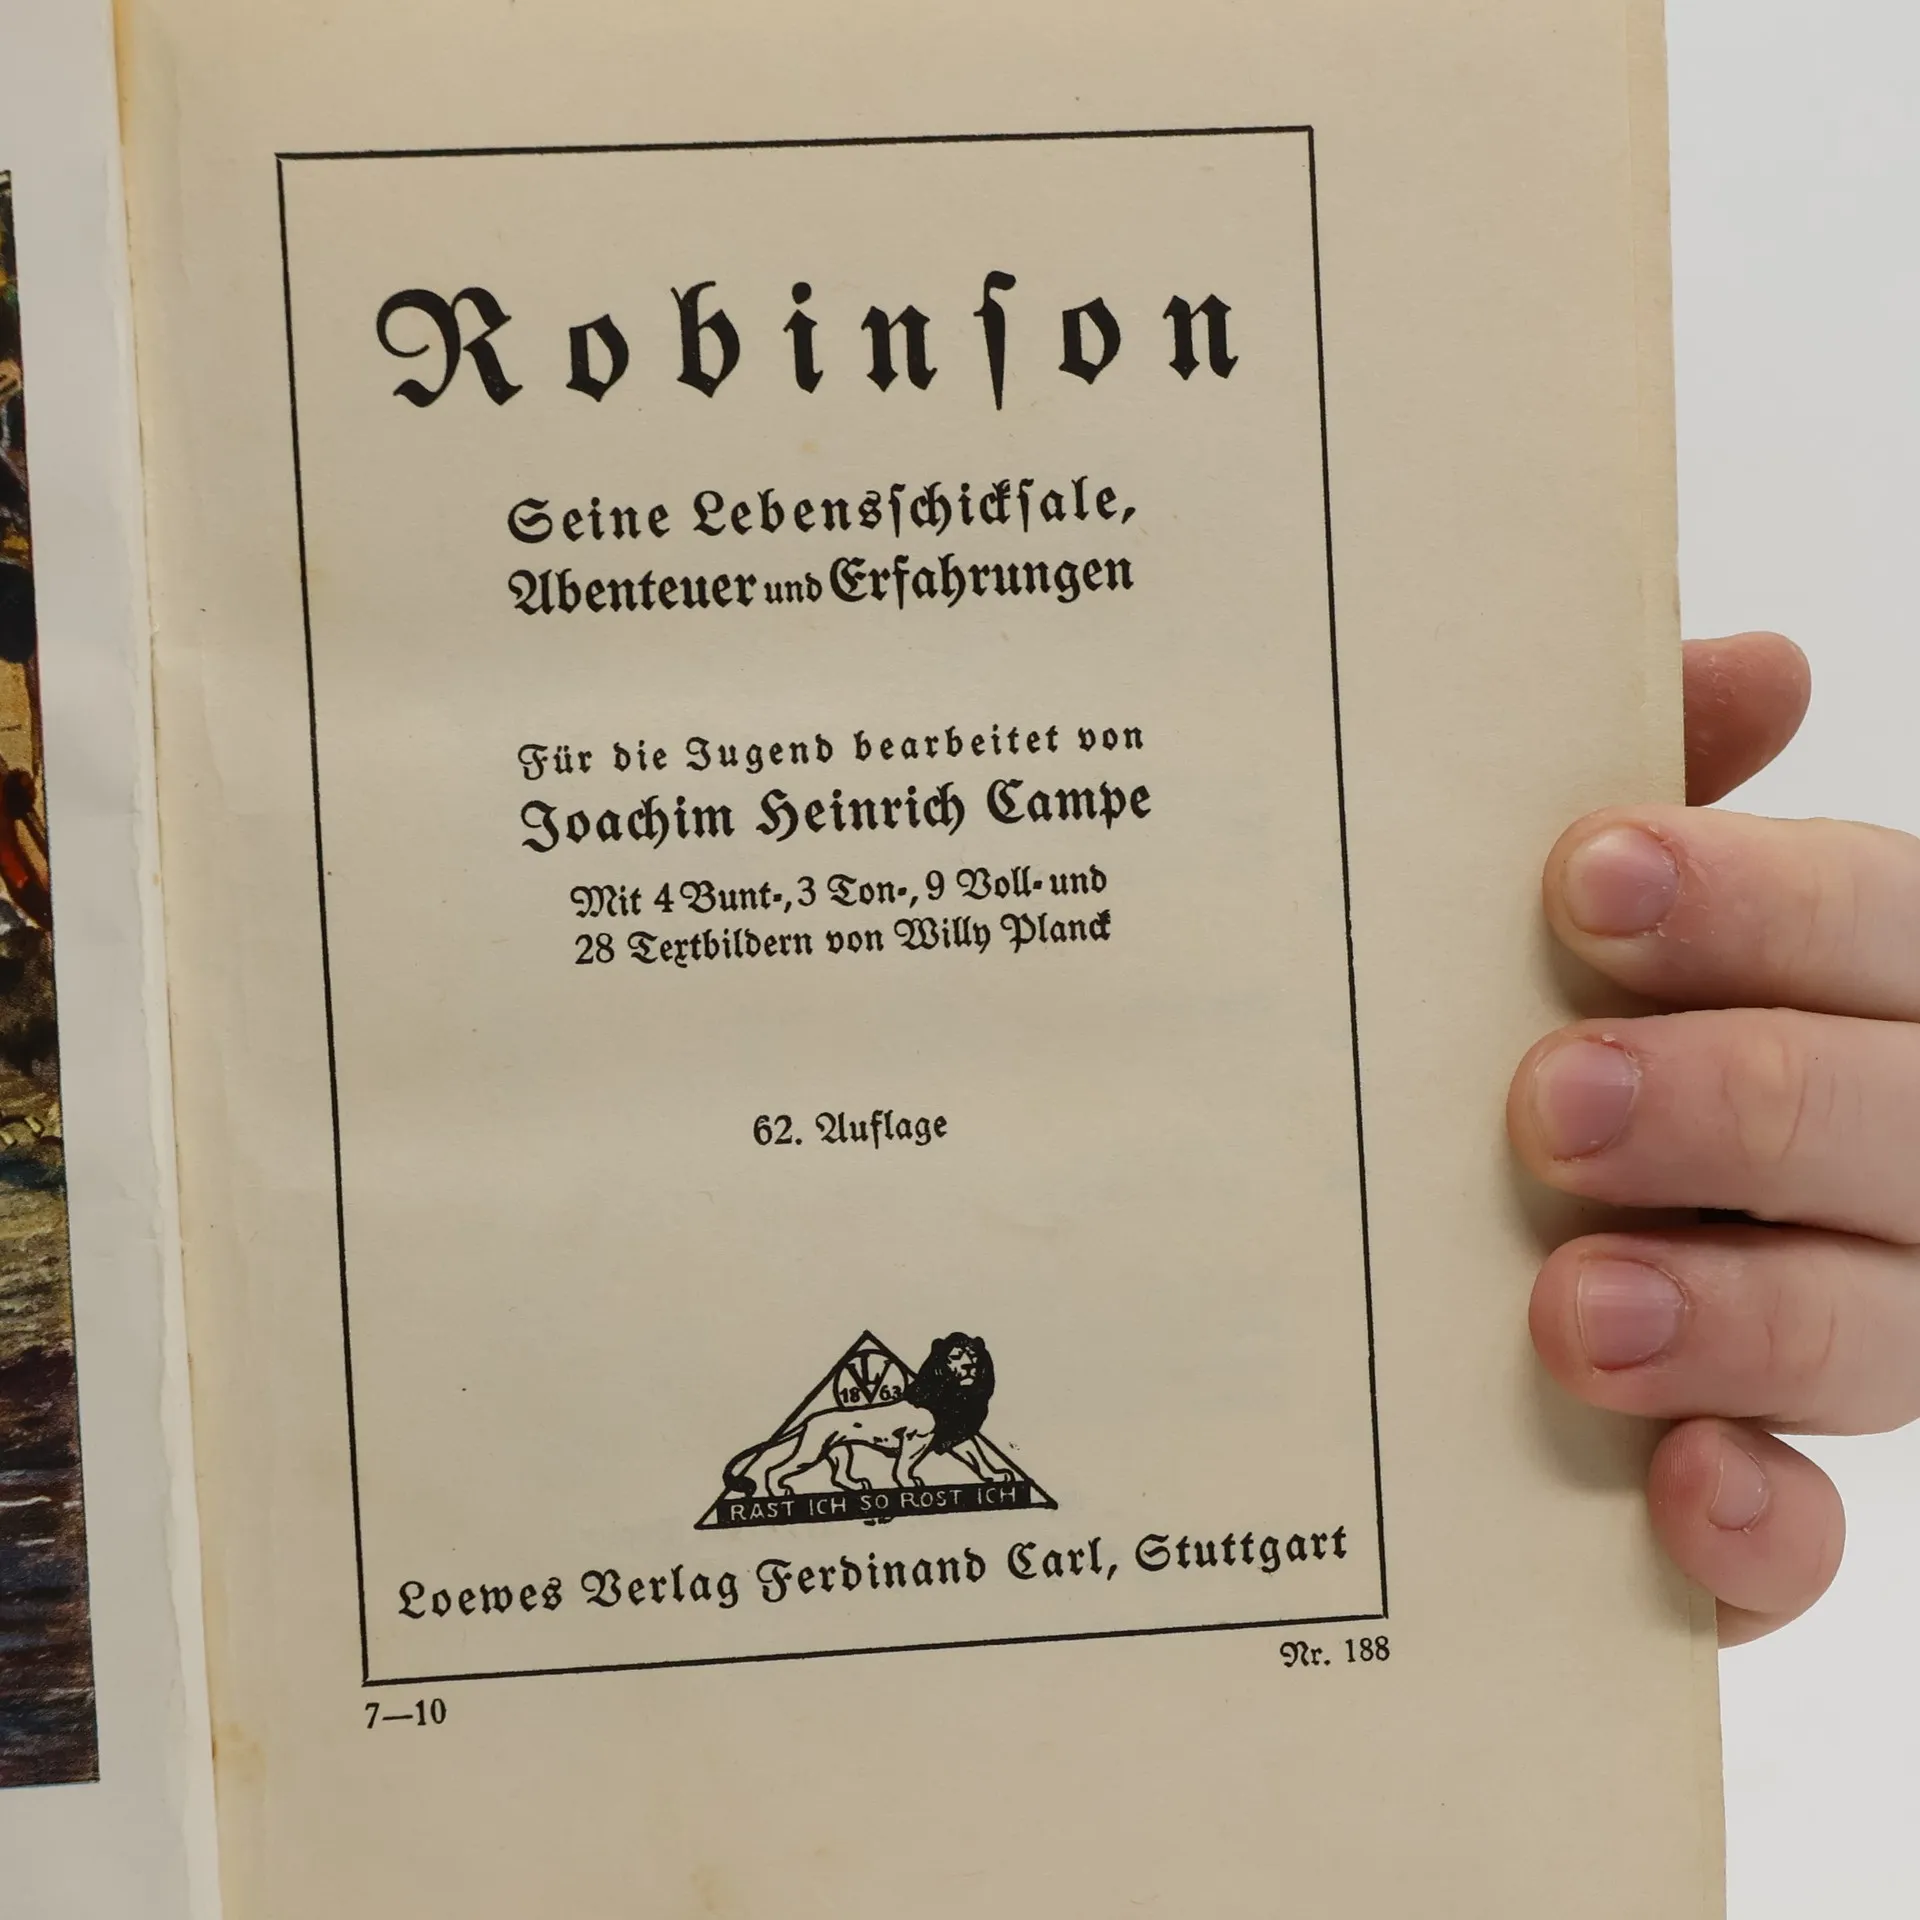 Robinſon
Seine Lebensſchickſale,
Abenteuer und Erfahrungen
Für die Jugend bearbeitet von
Joachim Heinrich Campe
Mit 4 Bunt-, 3 Ton-, 9 Voll- und
28 Textbildern von Willy Planck
62. Auflage
LV
1863
RAST ICH SO ROST ICH
Loewes Verlag Ferdinand Carl, Stuttgart
Nr. 188
7—10